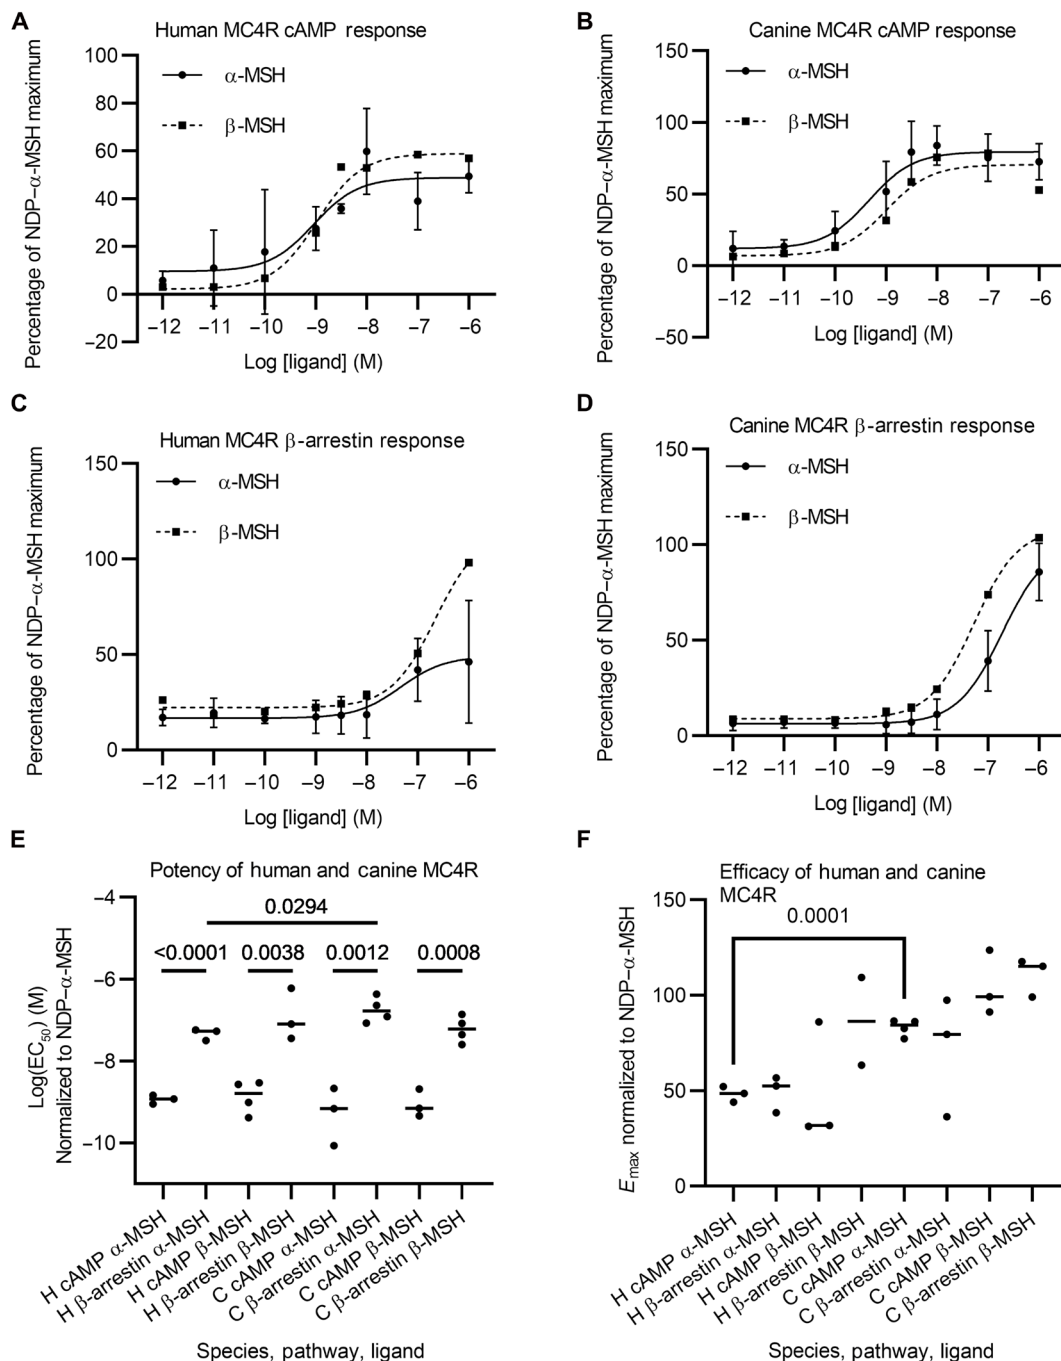 A
Human MC4R cAMP response
Percentage of NDP–α-MSH maximum
100
80
60
40
20
0
–20
α-MSH
β-MSH
–12 –11 –10 –9 –8 –7 –6
Log [ligand] (M)
B
Canine MC4R cAMP response
Percentage of NDP–α-MSH maximum
150
100
50
0
–50
α-MSH
β-MSH
–12 –11 –10 –9 –8 –7 –6
Log [ligand] (M)
C
Human MC4R β-arrestin response
Percentage of NDP–α-MSH maximum
150
100
50
0
α-MSH
β-MSH
–12 –11 –10 –9 –8 –7 –6
Log [ligand] (M)
D
Canine MC4R β-arrestin response
Percentage of NDP–α-MSH maximum
150
100
50
0
α-MSH
β-MSH
–12 –11 –10 –9 –8 –7 –6
Log [ligand] (M)
E
Potency of human and canine MC4R
Log(EC50) (M)
Normalized to NDP–α-MSH
–4
–6
–8
–10
0.0294
<0.0001 0.0038 0.0012 0.0008
H cAMP α-MSH
H β-arrestin α-MSH
H cAMP β-MSH
H β-arrestin β-MSH
C cAMP α-MSH
C β-arrestin α-MSH
C cAMP β-MSH
C β-arrestin β-MSH
Species, pathway, ligand
F
Efficacy of human and canine
MC4R
Emax normalized to NDP–α-MSH
150
100
50
0
0.0001
H cAMP α-MSH
H β-arrestin α-MSH
H cAMP β-MSH
H β-arrestin β-MSH
C cAMP α-MSH
C β-arrestin α-MSH
C cAMP β-MSH
C β-arrestin β-MSH
Species, pathway, ligand